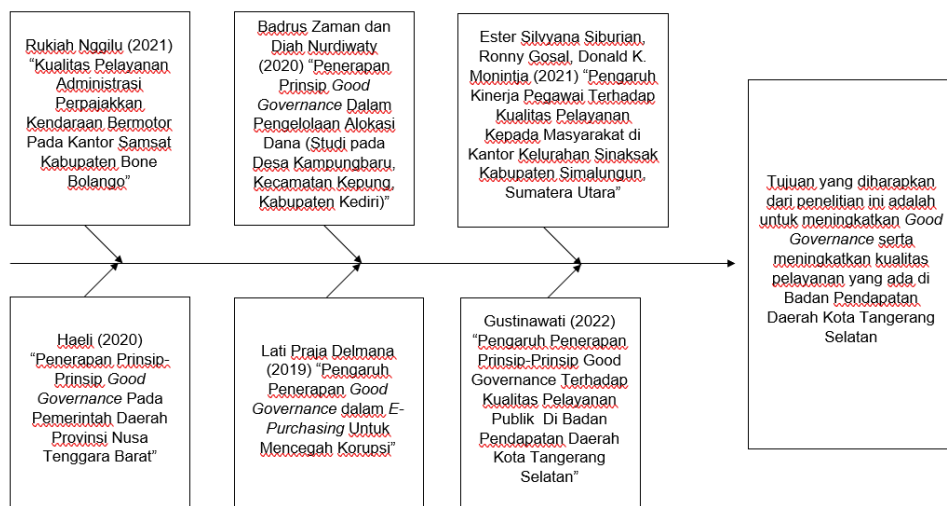 Rukiah Nggilu (2021)
“Kualitas Pelayanan
Administrasi
Perpajakkan
Kendaraan Bermotor
Pada Kantor Samsat
Kabupaten Bone
Bolango”
Badrus Zaman dan
Diah Nurdiwaty
(2020) “Penerapan
Prinsip Good
Governance Dalam
Pengelolaan Alokasi
Dana (Studi pada
Desa Kampungbaru,
Kecamatan Kepung,
Kabupaten Kediri)”
Ester Silvyana Siburian,
Ronny Gosal, Donald K.
Monintja (2021) “Pengaruh
Kinerja Pegawai Terhadap
Kualitas Pelayanan
Kepada Masyarakat di
Kantor Kelurahan Sinaksak
Kabupaten Simalungun,
Sumatera Utara”
Haeli (2020)
“Penerapan Prinsip-
Prinsip Good
Governance Pada
Pemerintah Daerah
Provinsi Nusa
Tenggara Barat”
Lati Praja Delmana
(2019) “Pengaruh
Penerapan Good
Governance dalam E-
Purchasing Untuk
Mencegah Korupsi”
Gustinawati (2022)
“Pengaruh Penerapan
Prinsip-Prinsip Good
Governance Terhadap
Kualitas Pelayanan
Publik Di Badan
Pendapatan Daerah
Kota Tangerang
Selatan”
Tujuan yang diharapkan
dari penelitian ini adalah
untuk meningkatkan Good
Governance serta
meningkatkan kualitas
pelayanan yang ada di
Badan Pendapatan
Daerah Kota Tangerang
Selatan